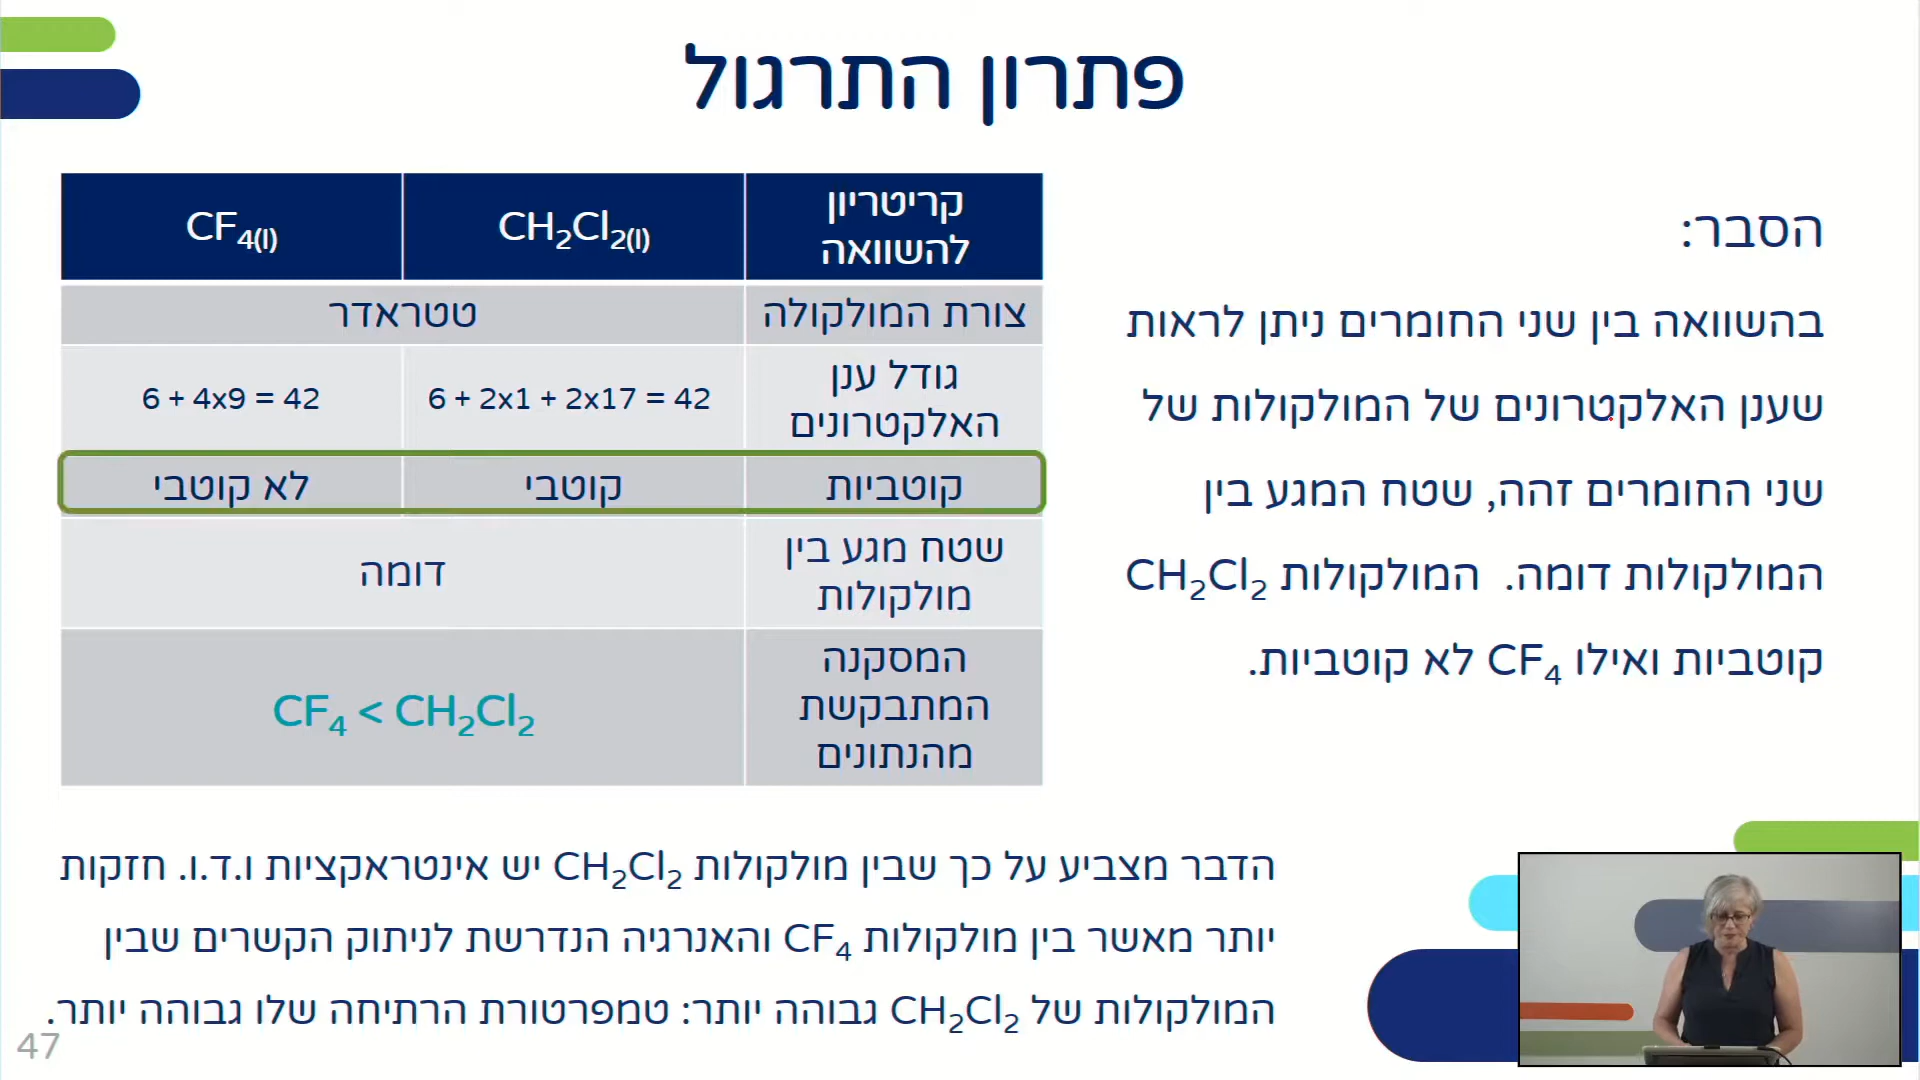 פתרון התרגול
הסבר:
בהשוואה בין שני החומרים ניתן לראות
שענן האלקטרונים של המולקולות של
שני החומרים זהה, שטח המגע בין
המולקולות דומה. המולקולות CH₂Cl₂
קוטביות ואילו CF₄ לא קוטביות.
קריטריון
להשוואה
CH₂Cl₂(l)
CF₄(l)
צורת המולקולה
טטראדר
גודל ענן
האלקטרונים
6 + 2x1 + 2x17 = 42
6 + 4x9 = 42
קוטביות
קוטבי
לא קוטבי
שטח מגע בין
מולקולות
דומה
המסקנה
המתבקשת
מהנתונים
CF₄ < CH₂Cl₂
הדבר מצביע על כך שבין מולקולות CH₂Cl₂ יש אינטראקציות ו.ד.ו. חזקות
יותר מאשר בין מולקולות CF₄ והאנרגיה הנדרשת לניתוק הקשרים שבין
המולקולות של CH₂Cl₂ גבוהה יותר: טמפרטורת הרתיחה שלו גבוהה יותר.
47